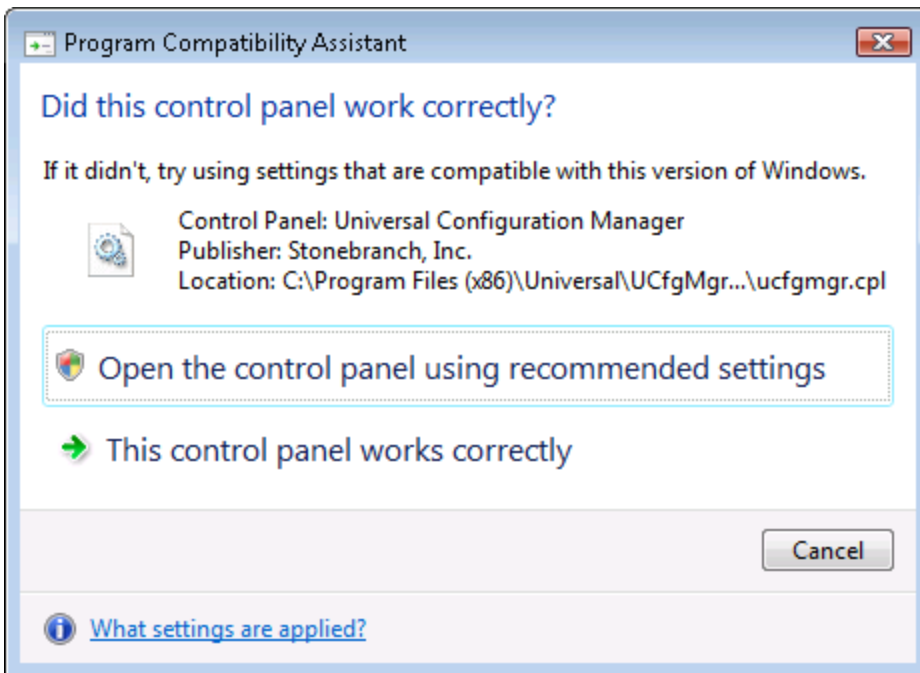 Program Compatibility Assistant
Did this control panel work correctly?
If it didn't, try using settings that are compatible with this version of Windows.
Control Panel: Universal Configuration Manager
Publisher: Stonebranch, Inc.
Location: C:\Program Files (x86)\Universal\UCfgMgr...\ucfgmgr.cpl
Open the control panel using recommended settings
This control panel works correctly
Cancel
What settings are applied?